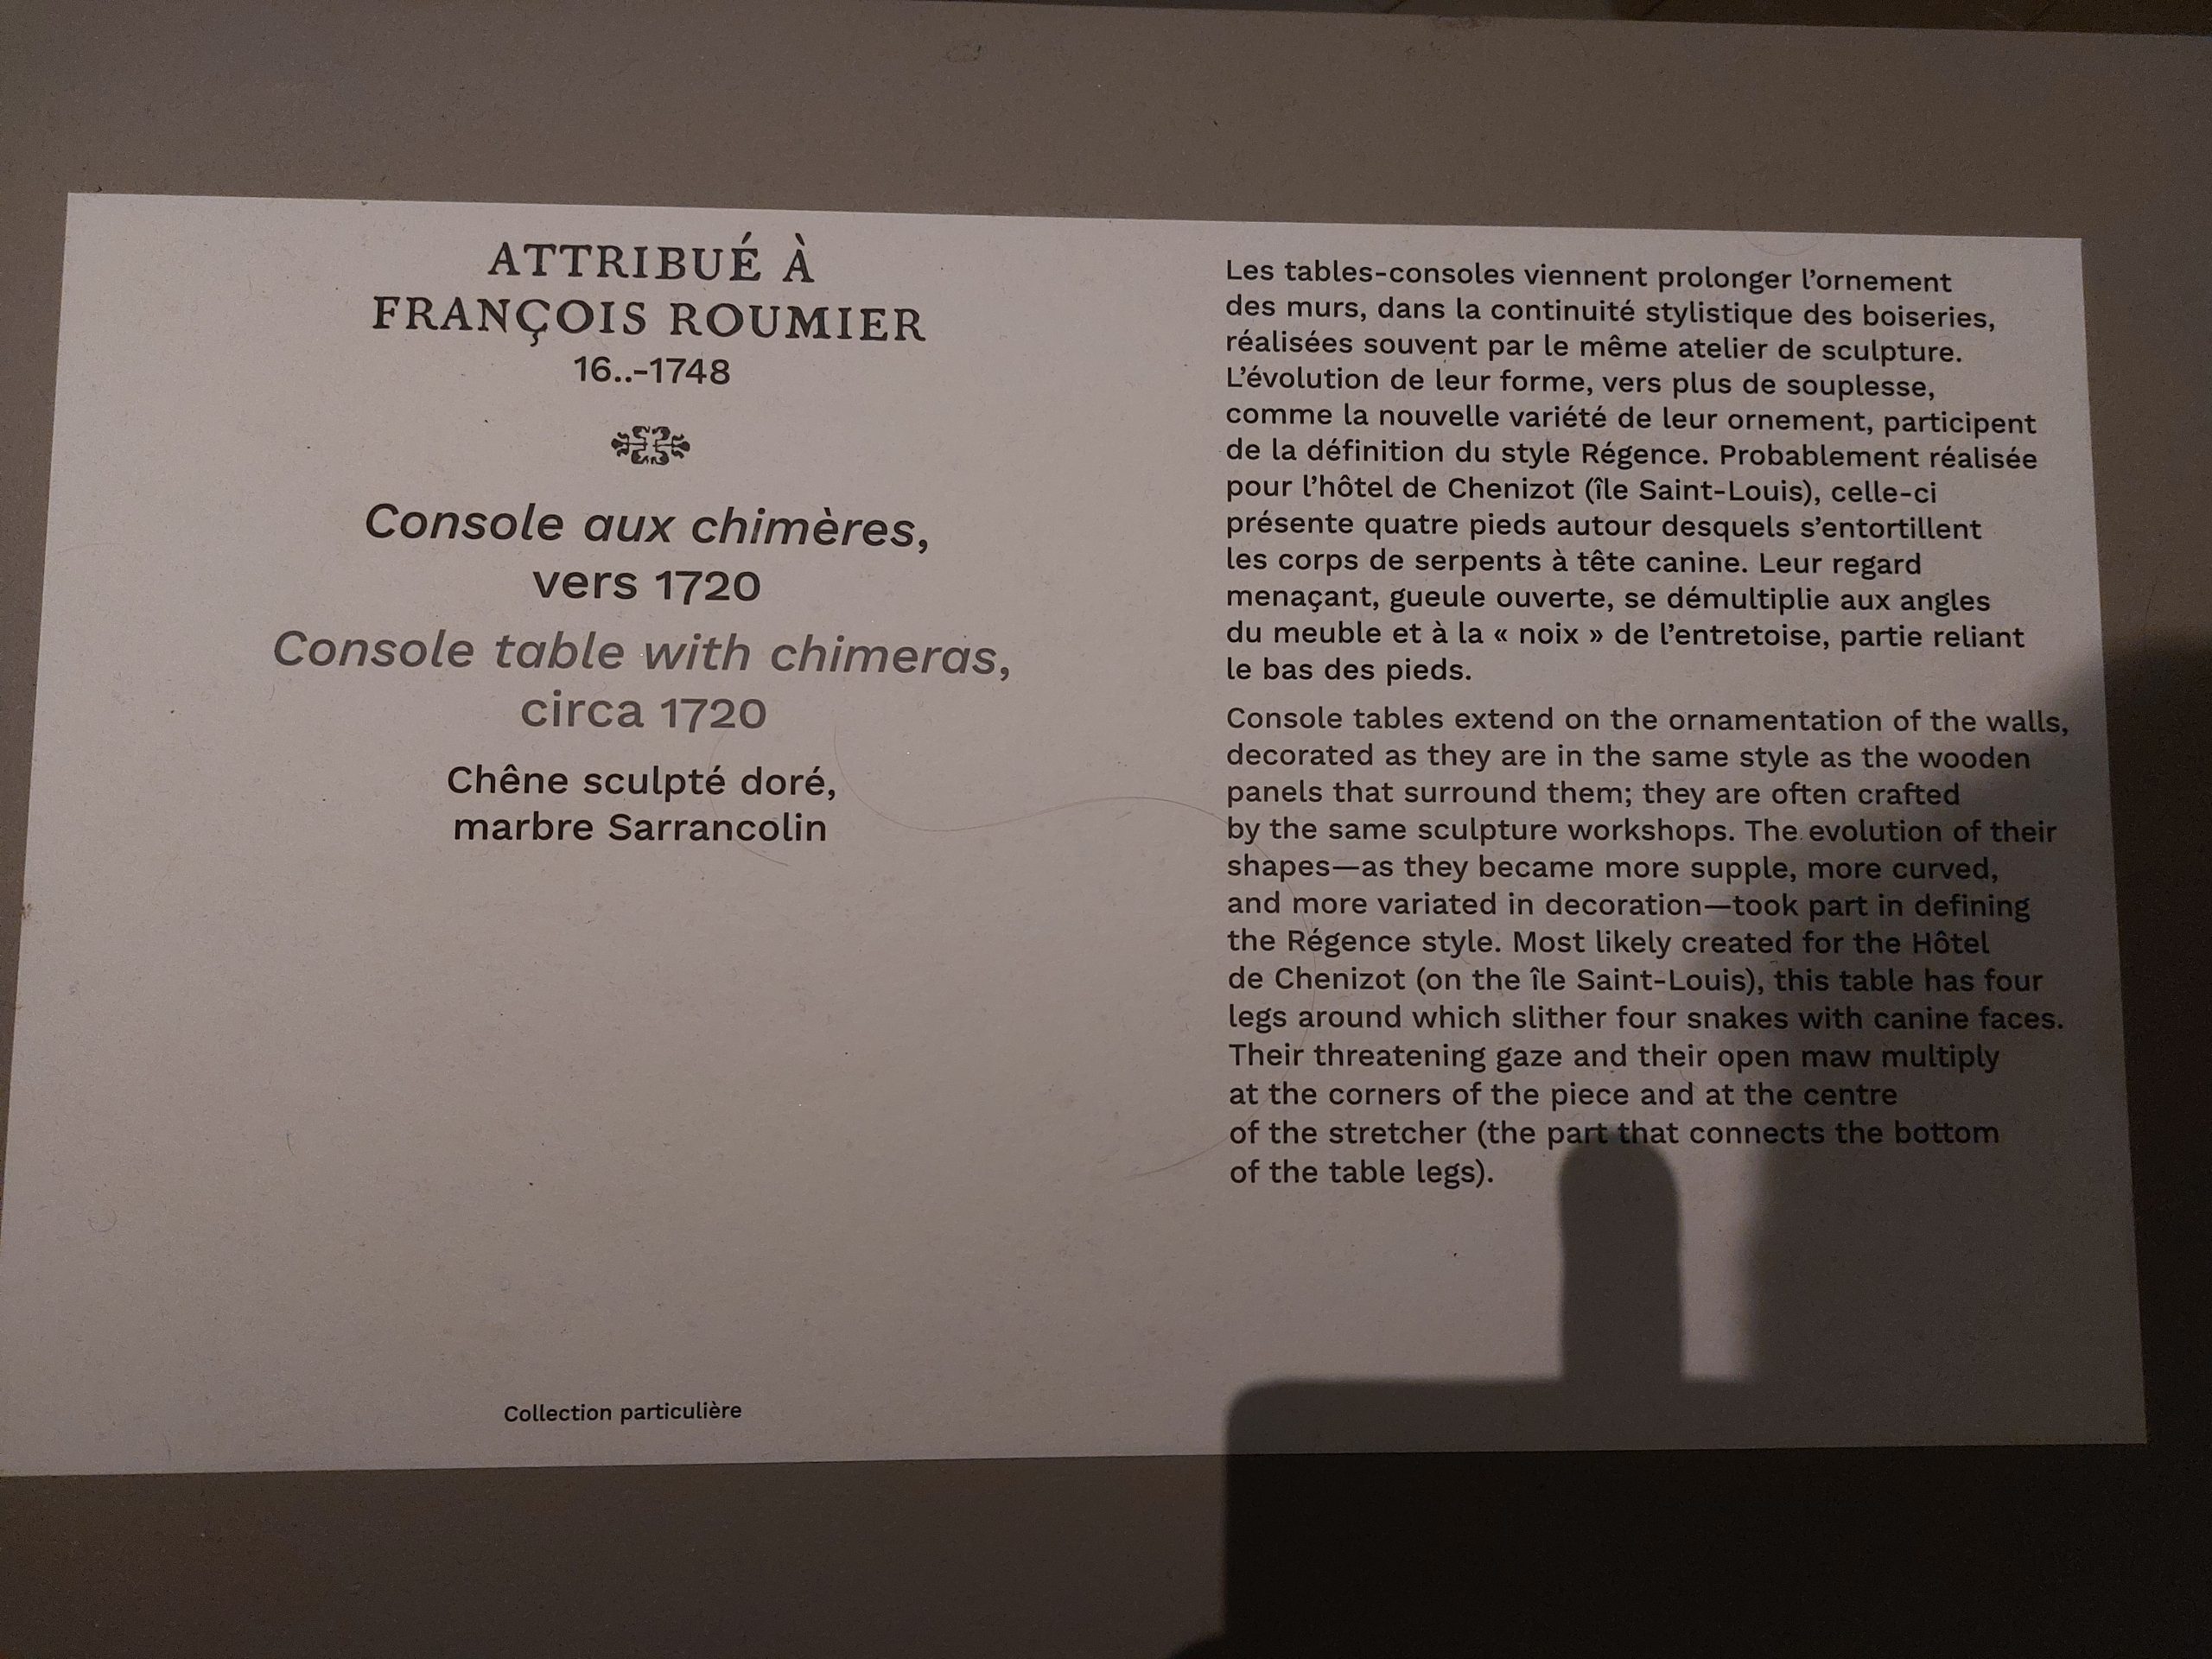 ATTRIBUÉ À
FRANÇOIS ROUMIER
16..-1748
Console aux chimères,
vers 1720
Console table with chimeras,
circa 1720
Chêne sculpté doré,
marbre Sarrancolin
Collection particulière
Les tables-consoles viennent prolonger l’ornement
des murs, dans la continuité stylistique des boiseries,
réalisées souvent par le même atelier de sculpture.
L’évolution de leur forme, vers plus de souplesse,
comme la nouvelle variété de leur ornement, participent
de la définition du style Régence. Probablement réalisée
pour l’hôtel de Chenizot (île Saint-Louis), celle-ci
présente quatre pieds autour desquels s’entortillent
les corps de serpents à tête canine. Leur regard
menaçant, gueule ouverte, se démultiplie aux angles
du meuble et à la « noix » de l’entretoise, partie reliant
le bas des pieds.
Console tables extend on the ornamentation of the walls,
decorated as they are in the same style as the wooden
panels that surround them; they are often crafted
by the same sculpture workshops. The evolution of their
shapes—as they became more supple, more curved,
and more variated in decoration—took part in defining
the Régence style. Most likely created for the Hôtel
de Chenizot (on the île Saint-Louis), this table has four
legs around which slither four snakes with canine faces.
Their threatening gaze and their open maw multiply
at the corners of the piece and at the centre
of the stretcher (the part that connects the bottom
of the table legs).